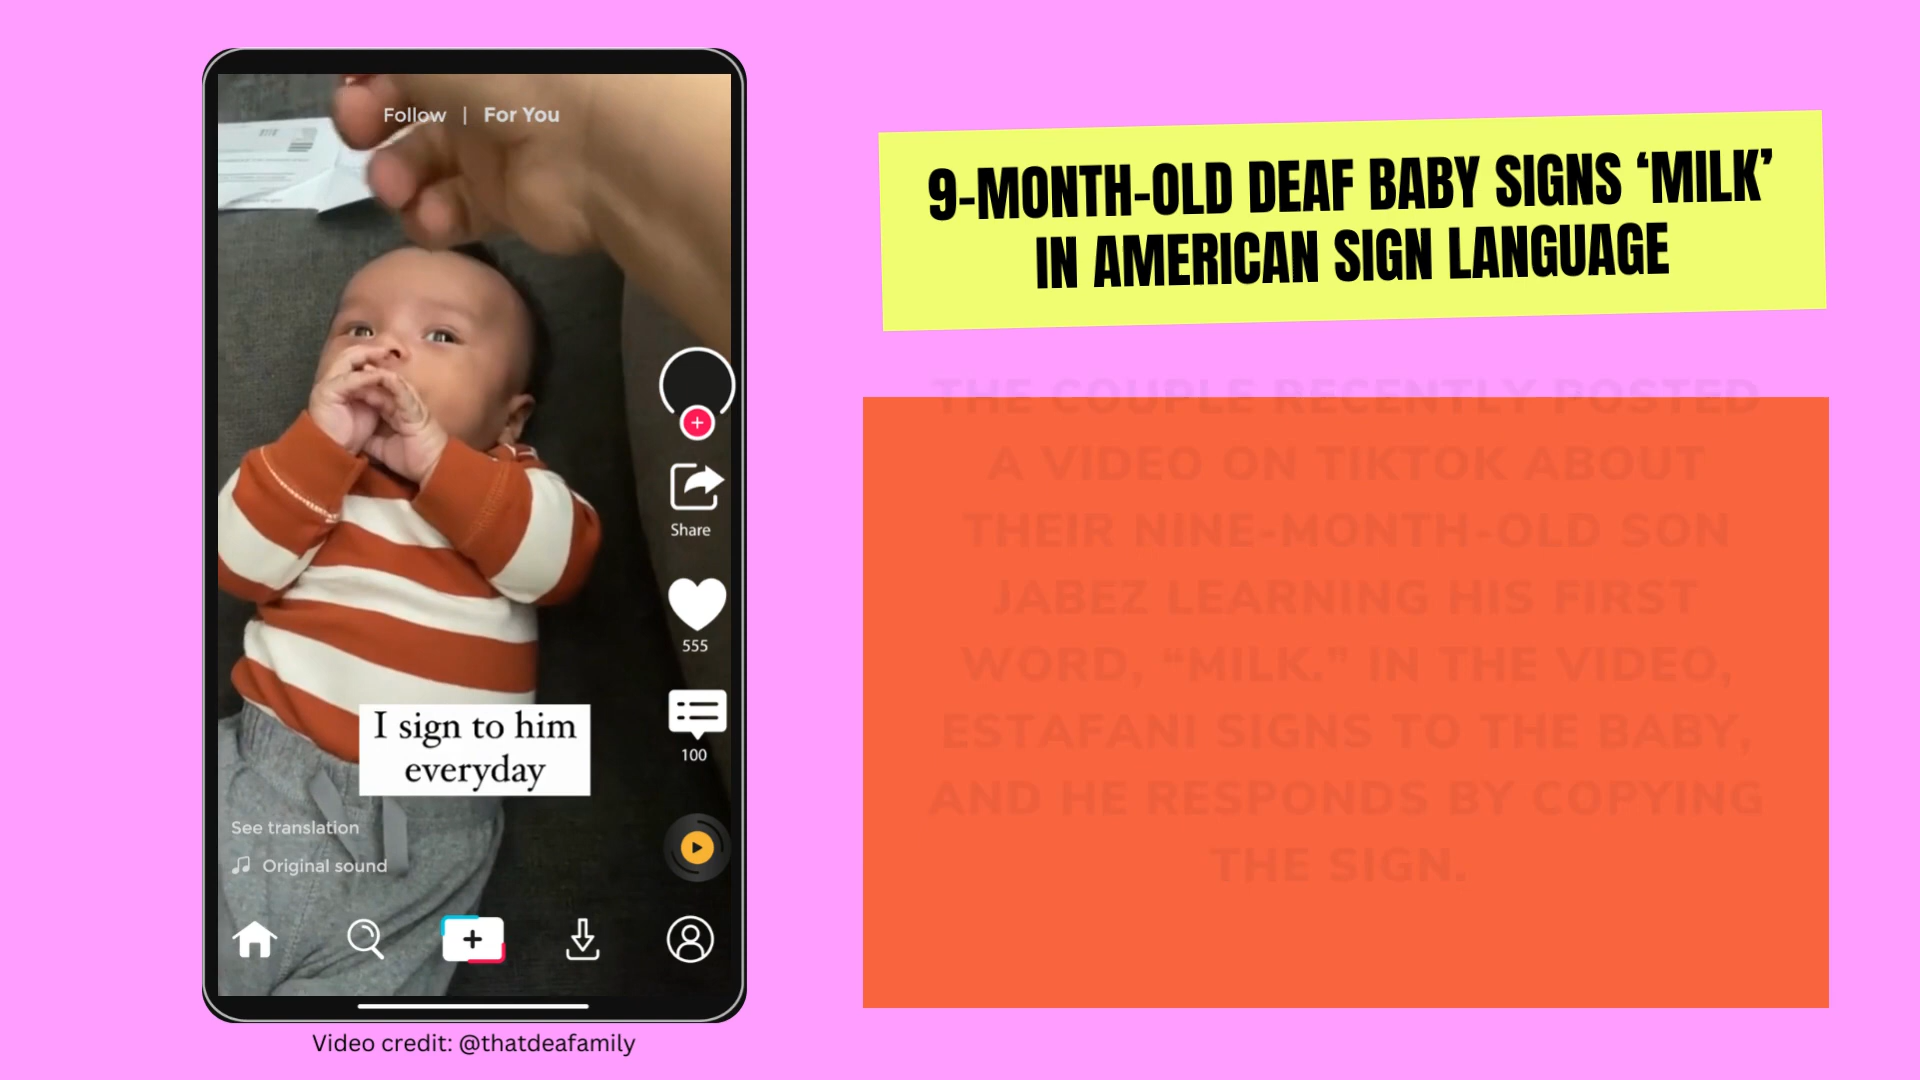 Follow | For You
Share
555
100
I sign to him
everyday
See translation
Original sound
Video credit: @thatdeafamily
9-MONTH-OLD DEAF BABY SIGNS ‘MILK’
IN AMERICAN SIGN LANGUAGE
THE COUPLE RECENTLY POSTED
A VIDEO ON TIKTOK ABOUT
THEIR NINE-MONTH-OLD SON
JABEZ LEARNING HIS FIRST
WORD, “MILK.” IN THE VIDEO,
ESTAFANI SIGNS TO THE BABY,
AND HE RESPONDS BY COPYING
THE SIGN.